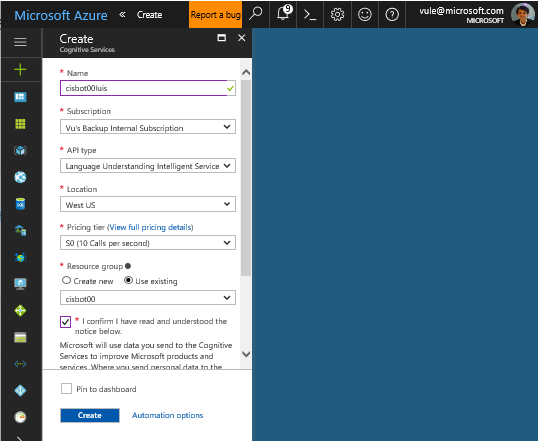 Microsoft Azure « Create Report a bug 9 vule@microsoft.com
MICROSOFT
Create
Cognitive Services
* Name
cisbot00luis
* Subscription
Vu's Backup Internal Subscription
* API type
Language Understanding Intelligent Service
* Location
West US
* Pricing tier (View full pricing details)
S0 (10 Calls per second)
* Resource group
Create new Use existing
cisbot00
* I confirm I have read and understood the
notice below.
Microsoft will use data you send to the Cognitive
Services to improve Microsoft products and
services. Where you send personal data to the
Pin to dashboard
Create Automation options